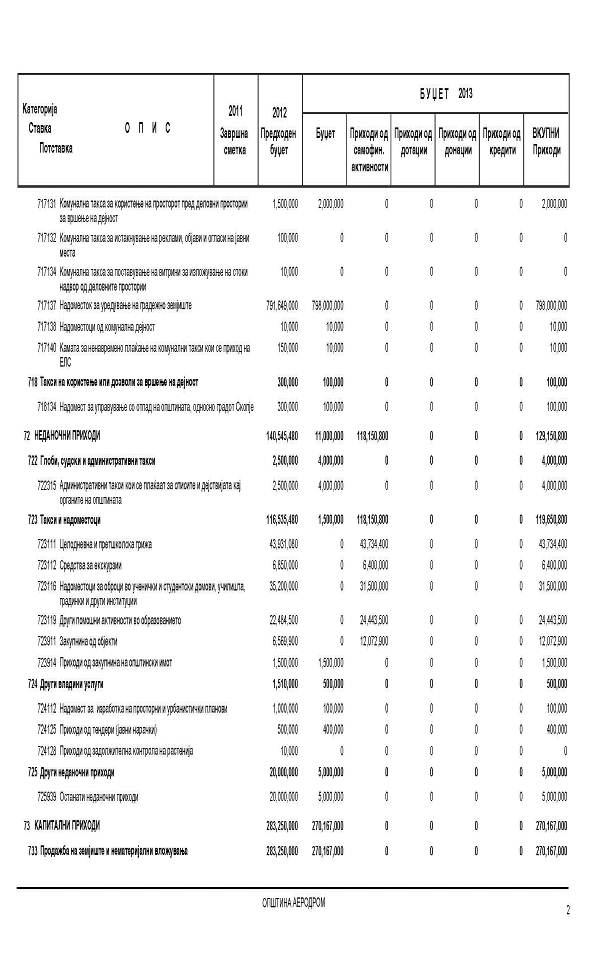 Категорија
Ставка
Потставка
О П И С
2011
Завршна
сметка
2012
Предходен
буџет
Б У Џ Е Т 2013
Буџет
Приходи од
самофин.
активности
Приходи од
дотации
Приходи од
донации
Приходи од
кредити
ВКУПНИ
Приходи
717131 Комунална такса за користење на просторот пред деловни простории 1,500,000 2,000,000 0 0 0 0 2,000,000
за вршење на дејност
717132 Комунална такса за истакнување на реклами, објави и огласи на јавни 100,000 0 0 0 0 0 0
места
717134 Комунална такса за поставување на витрини за изложување на стоки 10,000 0 0 0 0 0 0
надвор од деловните простории
717137 Надоместок за уредување на градежно земјиште 791,649,000 798,000,000 0 0 0 0 798,000,000
717138 Надоместоци од комунална дејност 10,000 10,000 0 0 0 0 10,000
717140 Камата за ненавремено плаќање на комунални такси кои се приход на 150,000 10,000 0 0 0 0 10,000
ЕЛС
718 Такси на користење или дозволи за вршење на дејност 300,000 100,000 0 0 0 0 100,000
718134 Надомест за управување со отпад на општината, односно градот Скопје 300,000 100,000 0 0 0 0 100,000
72 НЕДАНОЧНИ ПРИХОДИ 140,545,480 11,000,000 118,150,800 0 0 0 129,150,800
722 Глоби, судски и административни такси 2,500,000 4,000,000 0 0 0 0 4,000,000
722315 Административни такси кои се плаќаат за списите и дејствијата кај 2,500,000 4,000,000 0 0 0 0 4,000,000
органите на општината
723 Такси и надоместоци 116,535,480 1,500,000 118,150,800 0 0 0 119,650,800
723111 Целодневна и претшколска грижа 43,931,080 0 43,734,400 0 0 0 43,734,400
723112 Средства за екскурзии 6,850,000 0 6,400,000 0 0 0 6,400,000
723116 Надоместоци за оброци во ученички и студентски домови, училишта, 35,200,000 0 31,500,000 0 0 0 31,500,000
градинки и други институции
723119 Други помошни активности во образованието 22,484,500 0 24,443,500 0 0 0 24,443,500
723911 Закупнина од објекти 6,569,900 0 12,072,900 0 0 0 12,072,900
723914 Приходи од закупнина на општински имот 1,500,000 1,500,000 0 0 0 0 1,500,000
724 Други владини услуги 1,510,000 500,000 0 0 0 0 500,000
724112 Надомест за изработка на просторни и урбанистички планови 1,000,000 100,000 0 0 0 0 100,000
724125 Приходи од тендери (јавни нарачки) 500,000 400,000 0 0 0 0 400,000
724128 Приходи од задолжителна контрола на растенија 10,000 0 0 0 0 0 0
725 Други неданочни приходи 20,000,000 5,000,000 0 0 0 0 5,000,000
725939 Останати неданочни приходи 20,000,000 5,000,000 0 0 0 0 5,000,000
73 КАПИТАЛНИ ПРИХОДИ 283,250,000 270,167,000 0 0 0 0 270,167,000
733 Продажба на земјиште и нематеријални вложувања 283,250,000 270,167,000 0 0 0 0 270,167,000
ОПШТИНА АЕРОДРОМ
2